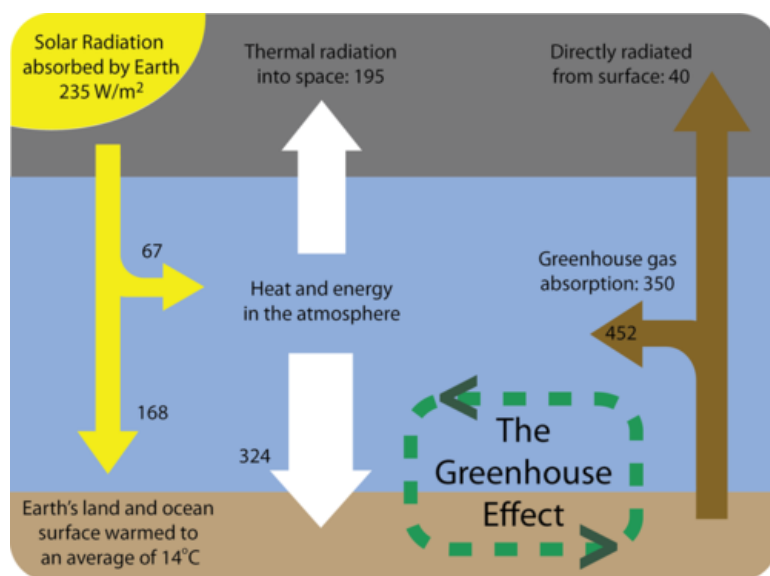 Solar Radiation
absorbed by Earth
235 W/m²
Thermal radiation
into space: 195
Directly radiated
from surface: 40
67
Heat and energy
in the atmosphere
Greenhouse gas
absorption: 350
452
168
324
The
Greenhouse
Effect
Earth's land and ocean
surface warmed to
an average of 14°C